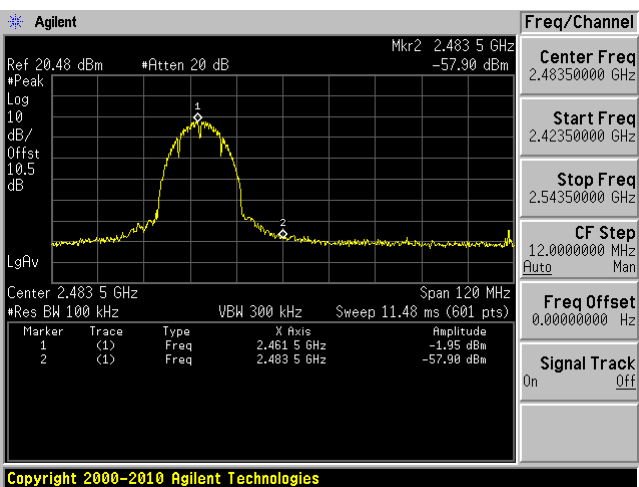 Agilent
Freq/Channel
Mkr2 2.483 5 GHz
Ref 20.48 dBm #Atten 20 dB -57.90 dBm
#Peak
Log
10
dB/
Offst
10.5
dB
LgAv
1
2
Center 2.483 5 GHz Span 120 MHz
#Res BW 100 kHz VBW 300 kHz Sweep 11.48 ms (601 pts)
Marker Trace Type X Axis Amplitude
1 (1) Freq 2.461 5 GHz -1.95 dBm
2 (1) Freq 2.483 5 GHz -57.90 dBm
Center Freq
2.48350000 GHz
Start Freq
2.42350000 GHz
Stop Freq
2.54350000 GHz
CF Step
12.0000000 MHz
Auto Man
Freq Offset
0.00000000 Hz
Signal Track
On Off
Copyright 2000-2010 Agilent Technologies